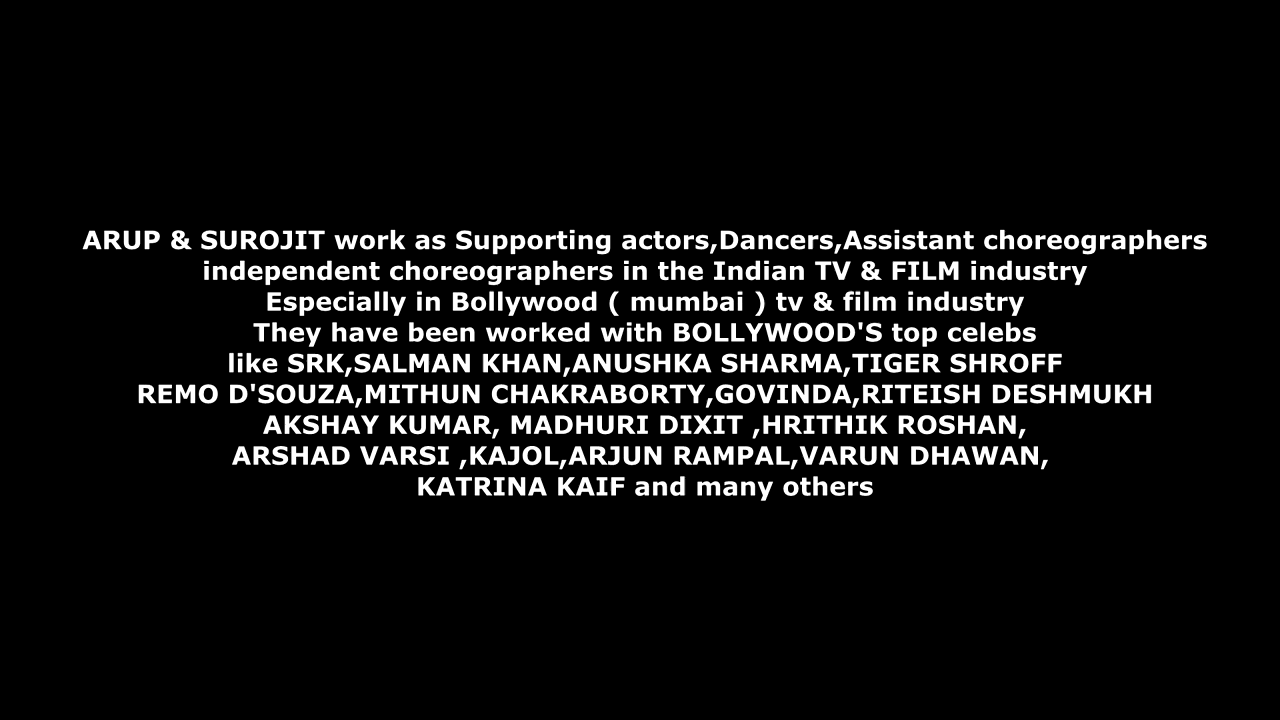 ARUP & SUROJIT work as Supporting actors,Dancers,Assistant choreographers
independent choreographers in the Indian TV & FILM industry
Especially in Bollywood ( mumbai ) tv & film industry
They have been worked with BOLLYWOOD'S top celebs
like SRK,SALMAN KHAN,ANUSHKA SHARMA,TIGER SHROFF
REMO D'SOUZA,MITHUN CHAKRABORTY,GOVINDA,RITEISH DESHMUKH
AKSHAY KUMAR, MADHURI DIXIT ,HRITHIK ROSHAN,
ARSHAD VARSI ,KAJOL,ARJUN RAMPAL,VARUN DHAWAN,
KATRINA KAIF and many others